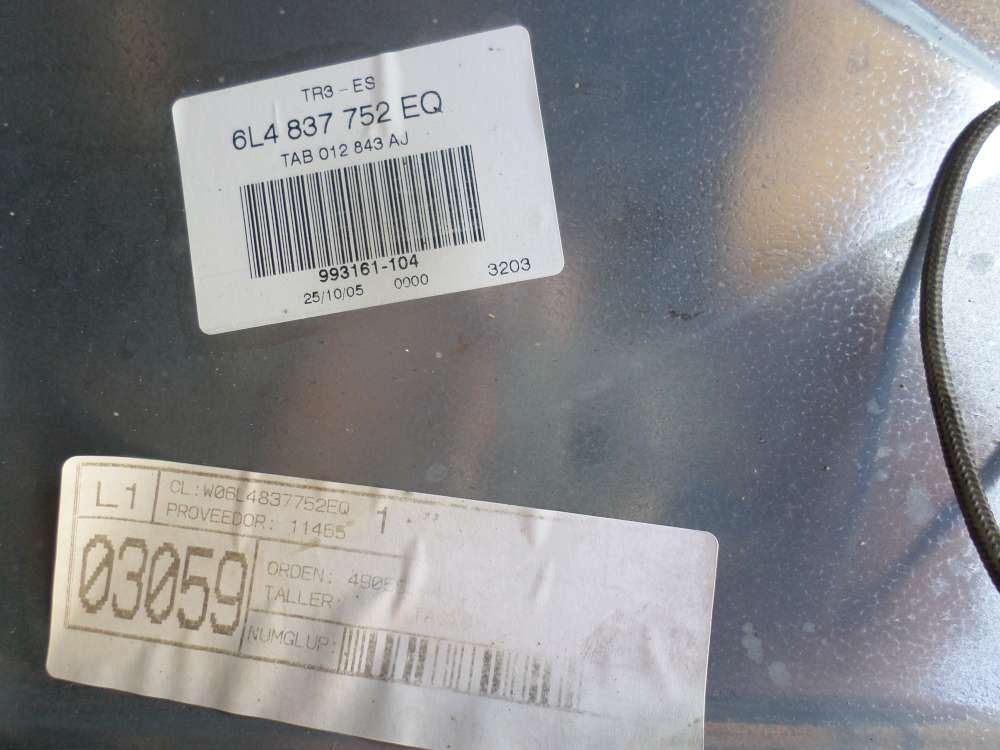 TR3 - ES
6L4 837 752 EQ
TAB 012 843 AJ
993161-104
25/10/05 0000 3203
L1
CL:W06L4837752EQ 1
PROVEEDOR: 11465
03059
ORDEN:
TALLER
NUMGLUP: